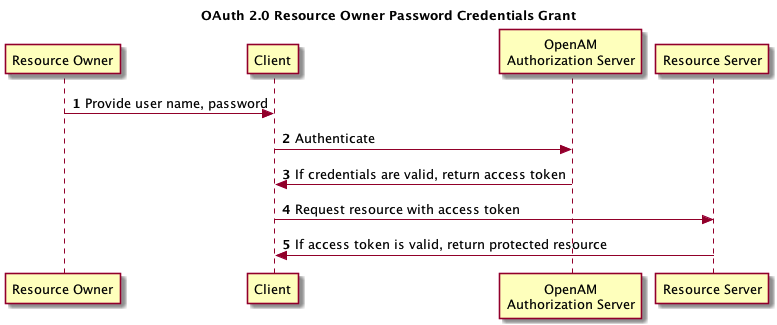 OAuth 2.0 Resource Owner Password Credentials Grant
Resource Owner
Client
OpenAM
Authorization Server
Resource Server
1 Provide user name, password
2 Authenticate
3 If credentials are valid, return access token
4 Request resource with access token
5 If access token is valid, return protected resource
Resource Owner
Client
OpenAM
Authorization Server
Resource Server